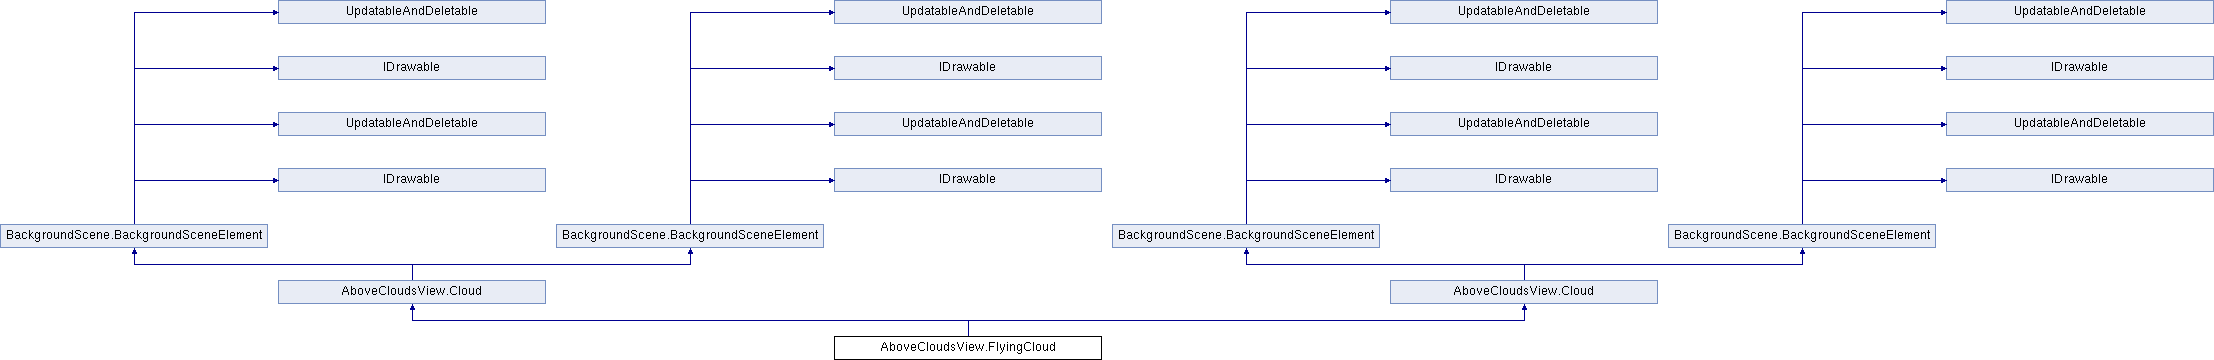 UpdatableAndDeletable UpdatableAndDeletable UpdatableAndDeletable UpdatableAndDeletable
IDrawable IDrawable IDrawable IDrawable
UpdatableAndDeletable UpdatableAndDeletable UpdatableAndDeletable UpdatableAndDeletable
IDrawable IDrawable IDrawable IDrawable
BackgroundScene.BackgroundSceneElement BackgroundScene.BackgroundSceneElement BackgroundScene.BackgroundSceneElement BackgroundScene.BackgroundSceneElement
AboveCloudsView.Cloud AboveCloudsView.Cloud
AboveCloudsView.FlyingCloud